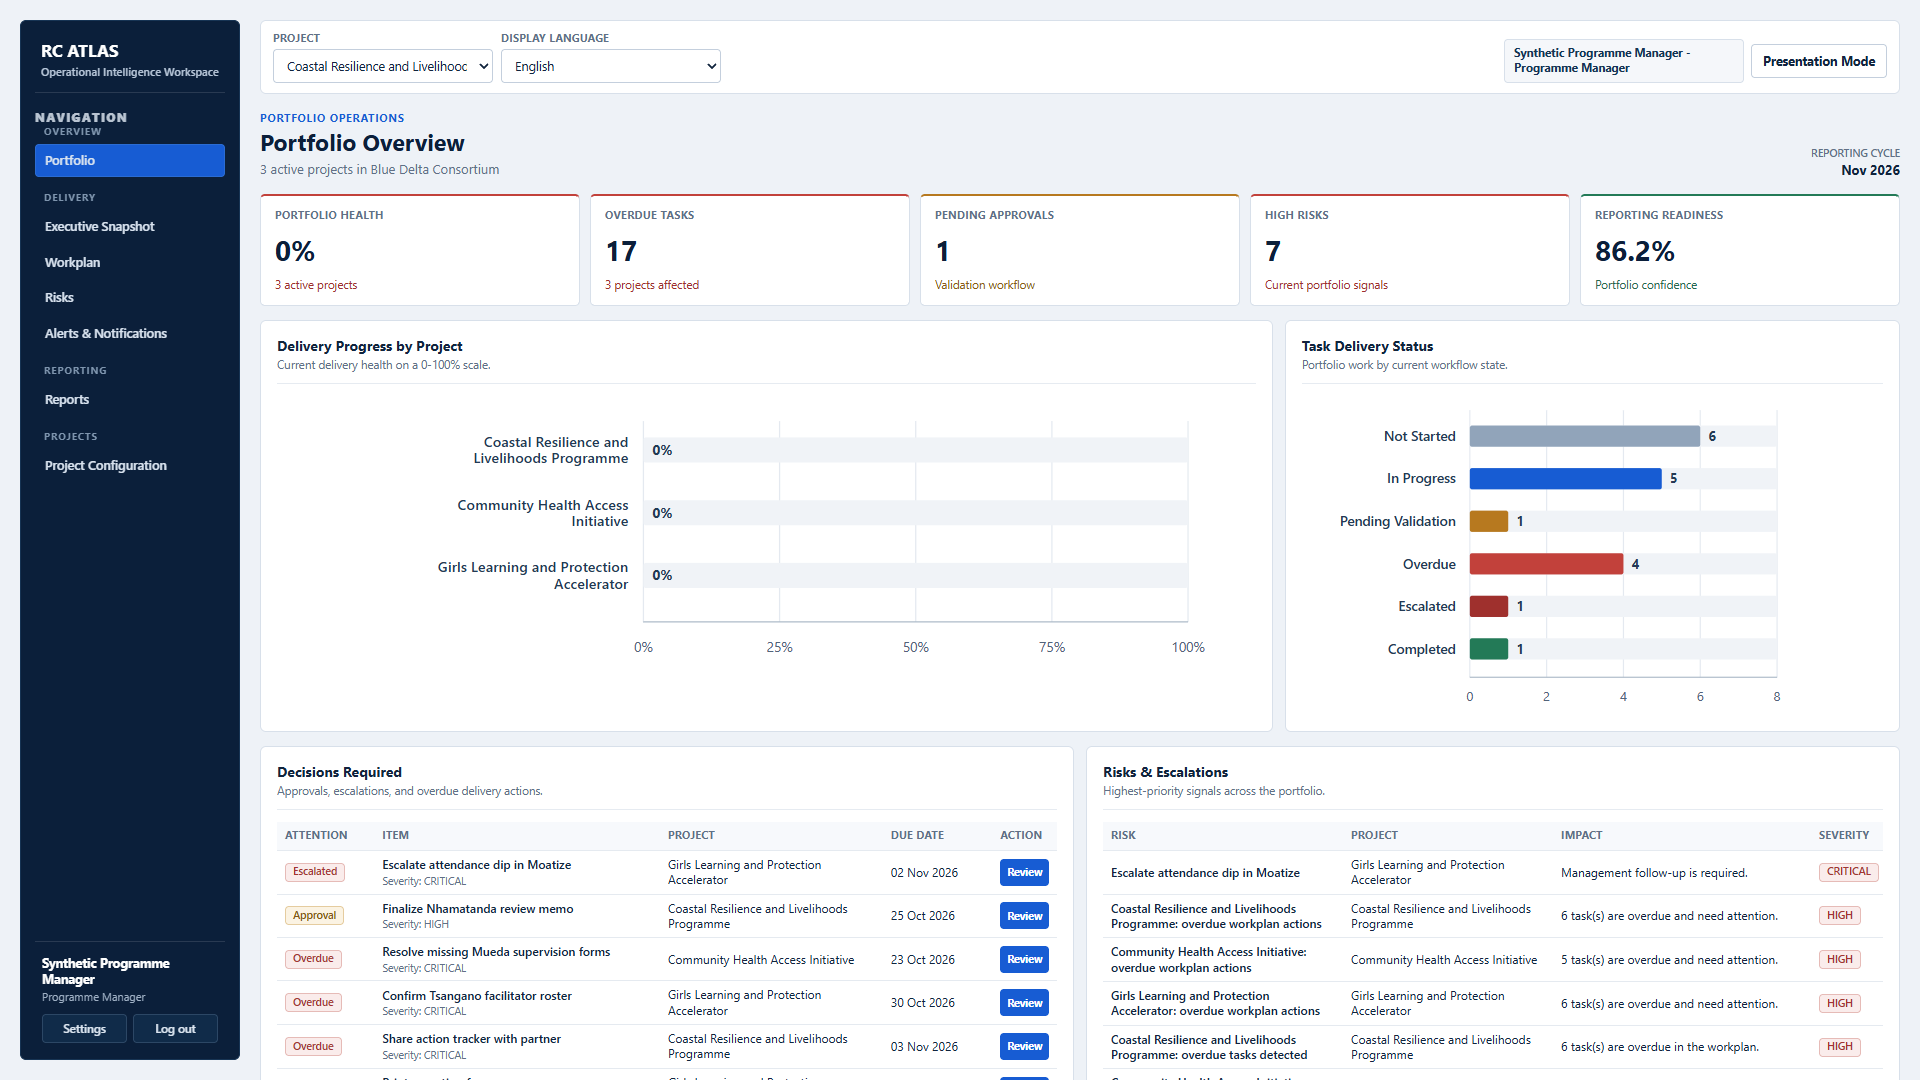 RC ATLAS
Operational Intelligence Workspace
NAVIGATION
OVERVIEW
Portfolio
DELIVERY
Executive Snapshot
Workplan
Risks
Alerts & Notifications
REPORTING
Reports
PROJECTS
Project Configuration
Synthetic Programme
Manager
Programme Manager
Settings
Log out
PROJECT
Coastal Resilience and Livelihood
DISPLAY LANGUAGE
English
Synthetic Programme Manager -
Programme Manager
Presentation Mode
PORTFOLIO OPERATIONS
Portfolio Overview
3 active projects in Blue Delta Consortium
REPORTING CYCLE
Nov 2026
PORTFOLIO HEALTH
0%
3 active projects
OVERDUE TASKS
17
3 projects affected
PENDING APPROVALS
1
Validation workflow
HIGH RISKS
7
Current portfolio signals
REPORTING READINESS
86.2%
Portfolio confidence
Delivery Progress by Project
Current delivery health on a 0-100% scale.
Coastal Resilience and
Livelihoods Programme
0%
Community Health Access
Initiative
0%
Girls Learning and Protection
Accelerator
0%
0% 25% 50% 75% 100%
Task Delivery Status
Portfolio work by current workflow state.
Not Started 6
In Progress 5
Pending Validation 1
Overdue 4
Escalated 1
Completed 1
0 2 4 6 8
Decisions Required
Approvals, escalations, and overdue delivery actions.
ATTENTION ITEM PROJECT DUE DATE ACTION
Escalated
Escalate attendance dip in Moatize
Severity: CRITICAL
Girls Learning and Protection
Accelerator
02 Nov 2026
Review
Approval
Finalize Nhamatanda review memo
Severity: HIGH
Coastal Resilience and Livelihoods
Programme
25 Oct 2026
Review
Overdue
Resolve missing Mueda supervision forms
Severity: CRITICAL
Community Health Access Initiative
23 Oct 2026
Review
Overdue
Confirm Tsangano facilitator roster
Severity: CRITICAL
Girls Learning and Protection
Accelerator
30 Oct 2026
Review
Overdue
Share action tracker with partner
Severity: CRITICAL
Coastal Resilience and Livelihoods
Programme
03 Nov 2026
Review
Risks & Escalations
Highest-priority signals across the portfolio.
RISK PROJECT IMPACT SEVERITY
Escalate attendance dip in Moatize
Girls Learning and Protection
Accelerator
Management follow-up is required.
CRITICAL
Coastal Resilience and Livelihoods
Programme: overdue workplan actions
Coastal Resilience and Livelihoods
Programme
6 task(s) are overdue and need attention.
HIGH
Community Health Access Initiative:
overdue workplan actions
Community Health Access Initiative
5 task(s) are overdue and need attention.
HIGH
Girls Learning and Protection
Accelerator: overdue workplan actions
Girls Learning and Protection
Accelerator
6 task(s) are overdue and need attention.
HIGH
Coastal Resilience and Livelihoods
Programme: overdue tasks detected
Coastal Resilience and Livelihoods
Programme
6 task(s) are overdue in the workplan.
HIGH